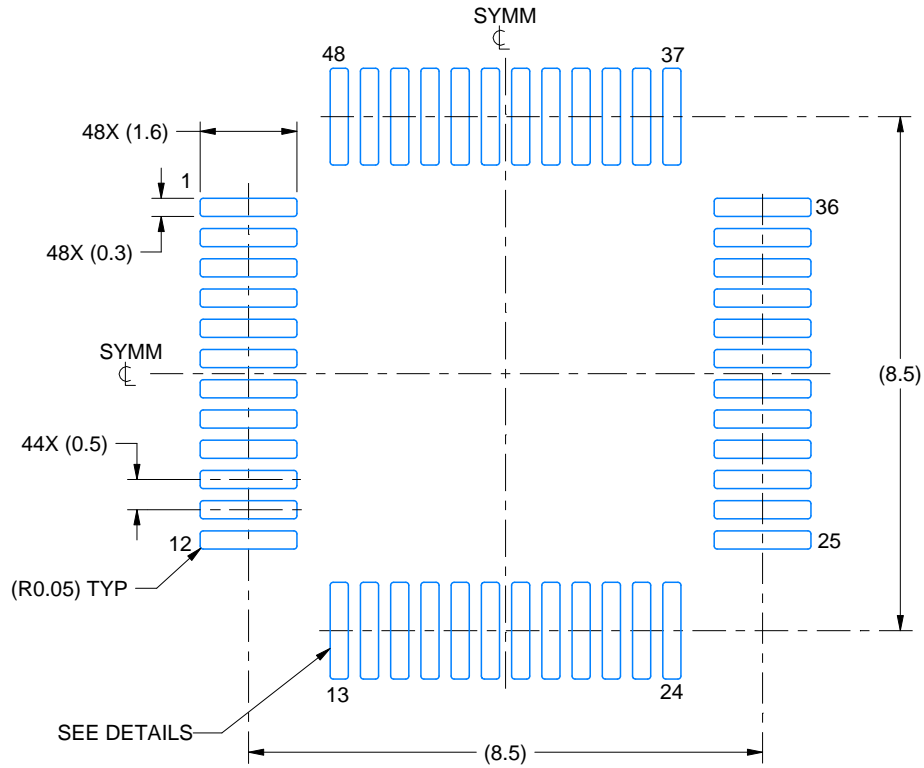 SYMM
℄
48
37
48X (1.6)
1
36
48X (0.3)
SYMM
℄
(8.5)
44X (0.5)
12
25
(R0.05) TYP
13
24
SEE DETAILS
(8.5)